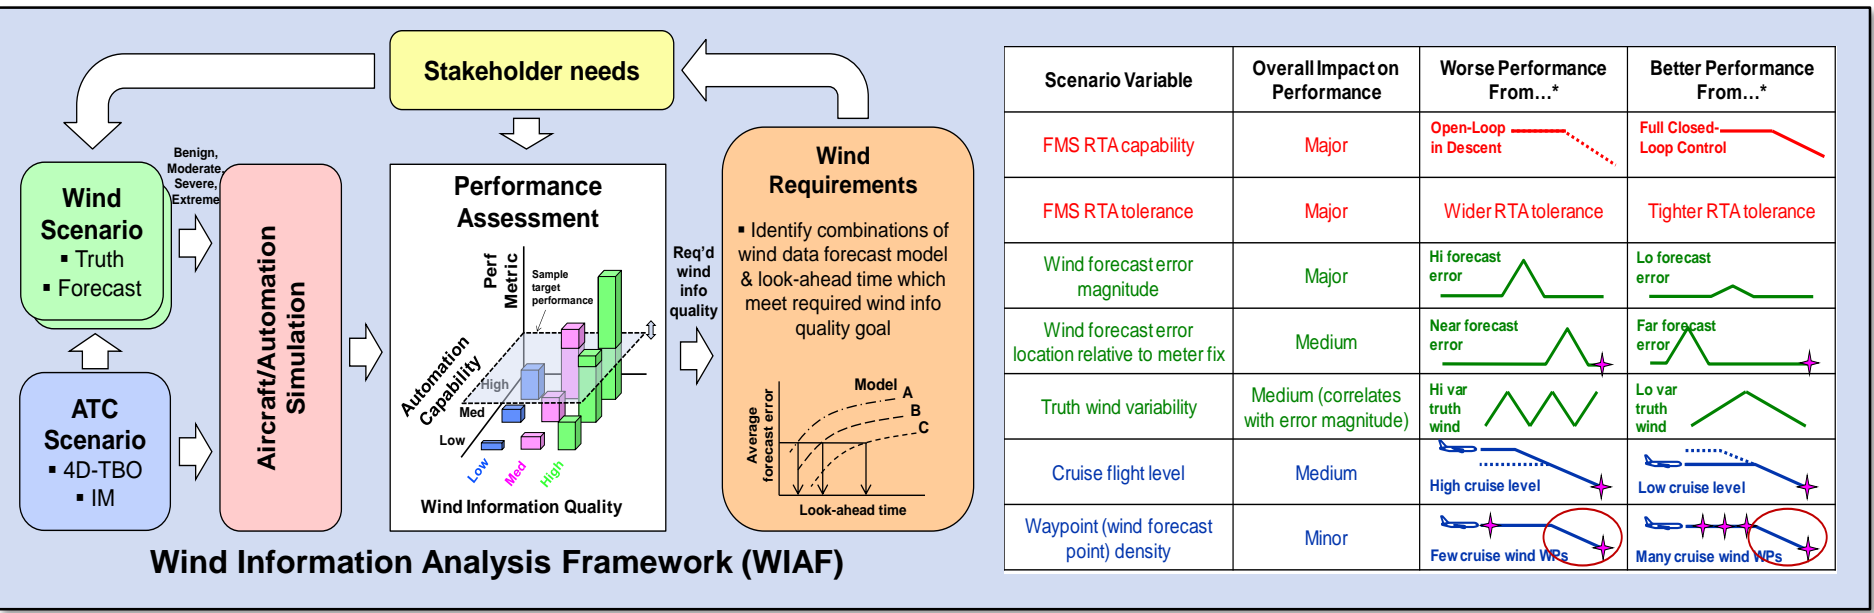 Stakeholder needs
Benign,
Moderate,
Severe,
Extreme
Wind
Scenario
▪ Truth
▪ Forecast
ATC
Scenario
▪ 4D-TBO
▪ IM
Aircraft/Automation
Simulation
Performance
Assessment
Perf
Metric
Sample
target
performance
Automation
Capability
High
Med
Low
Low
Med
High
Wind Information Quality
Req'd
wind
info
quality
Wind
Requirements
▪ Identify combinations of
wind data forecast model
& look-ahead time which
meet required wind info
quality goal
Model
A
B
C
Average
forecast error
Look-ahead time
Wind Information Analysis Framework (WIAF)
Scenario Variable
Overall Impact on
Performance
Worse Performance
From…*
Better Performance
From…*
FMS RTA capability
Major
Open-Loop
in Descent
Full Closed-
Loop Control
FMS RTA tolerance
Major
Wider RTA tolerance
Tighter RTA tolerance
Wind forecast error
magnitude
Major
Hi forecast
error
Lo forecast
error
Wind forecast error
location relative to meter fix
Medium
Near forecast
error
Far forecast
error
Truth wind variability
Medium (correlates
with error magnitude)
Hi var
truth
wind
Lo var
truth
wind
Cruise flight level
Medium
High cruise level
Low cruise level
Waypoint (wind forecast
point) density
Minor
Few cruise wind WPs
Many cruise wind WPs